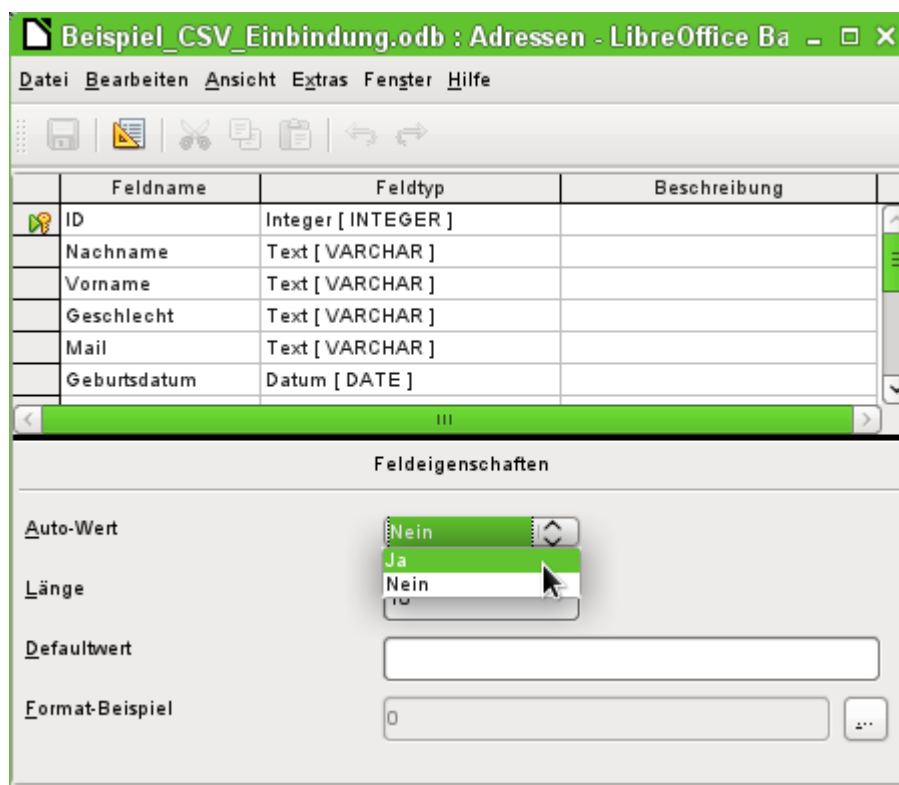 Beispiel_CSV_Einbindung.odb : Adressen - LibreOffice Ba
Datei Bearbeiten Ansicht Extras Fenster Hilfe
Feldname Feldtyp Beschreibung
ID Integer [ INTEGER ]
Nachname Text [ VARCHAR ]
Vorname Text [ VARCHAR ]
Geschlecht Text [ VARCHAR ]
Mail Text [ VARCHAR ]
Geburtsdatum Datum [ DATE ]
Feldeigenschaften
Auto-Wert Nein
Ja
Nein
Länge
Defaultwert
Format-Beispiel 0 ...